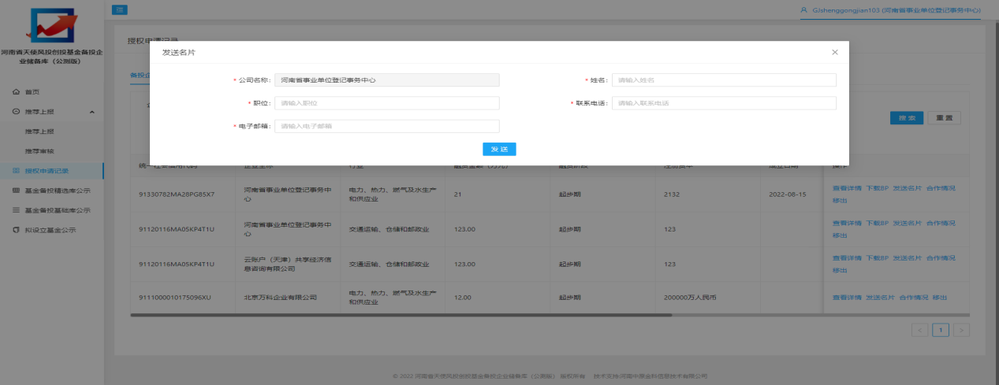 GJshenggongjian103 (河南省事业单位登记事务中心)
河南省天使风投创投基金备投企
业储备库（公测版）
首页
推荐上报
推荐上报
推荐审核
授权申请记录
基金备投精选库公示
基金备投基础库公示
拟设立基金公示
授权申请记录
发送名片
* 公司名称: 河南省事业单位登记事务中心
* 姓名: 请输入姓名
* 职位: 请输入职位
* 联系电话: 请输入联系电话
* 电子邮箱: 请输入电子邮箱
发 送
备投企
搜 索 重 置
统一社会信用代码 企业全称 行业 融资金额（万元） 融资阶段 注册资本 成立日期 操作
91330782MA28PG85X7 河南省事业单位登记事务中心 电力、热力、燃气及水生产和供应业 21 起步期 2132 2022-08-15 查看详情 下载BP 发送名片 合作情况
移出
91120116MA05KP4T1U 河南省事业单位登记事务中心 交通运输、仓储和邮政业 123.00 起步期 123 查看详情 下载BP 发送名片 合作情况
移出
91120116MA05KP4T1U 云账户（天津）共享经济信息咨询有限公司 交通运输、仓储和邮政业 123.00 起步期 123 查看详情 下载BP 发送名片 合作情况
移出
9111000010175096XU 北京万科企业有限公司 电力、热力、燃气及水生产和供应业 12.00 起步期 200000万人民币 查看详情 发送名片 合作情况 移出
< 1 >
© 2022 河南省天使风投创投基金备投企业储备库（公测版） 版权所有 技术支持:河南中原金科信息技术有限公司